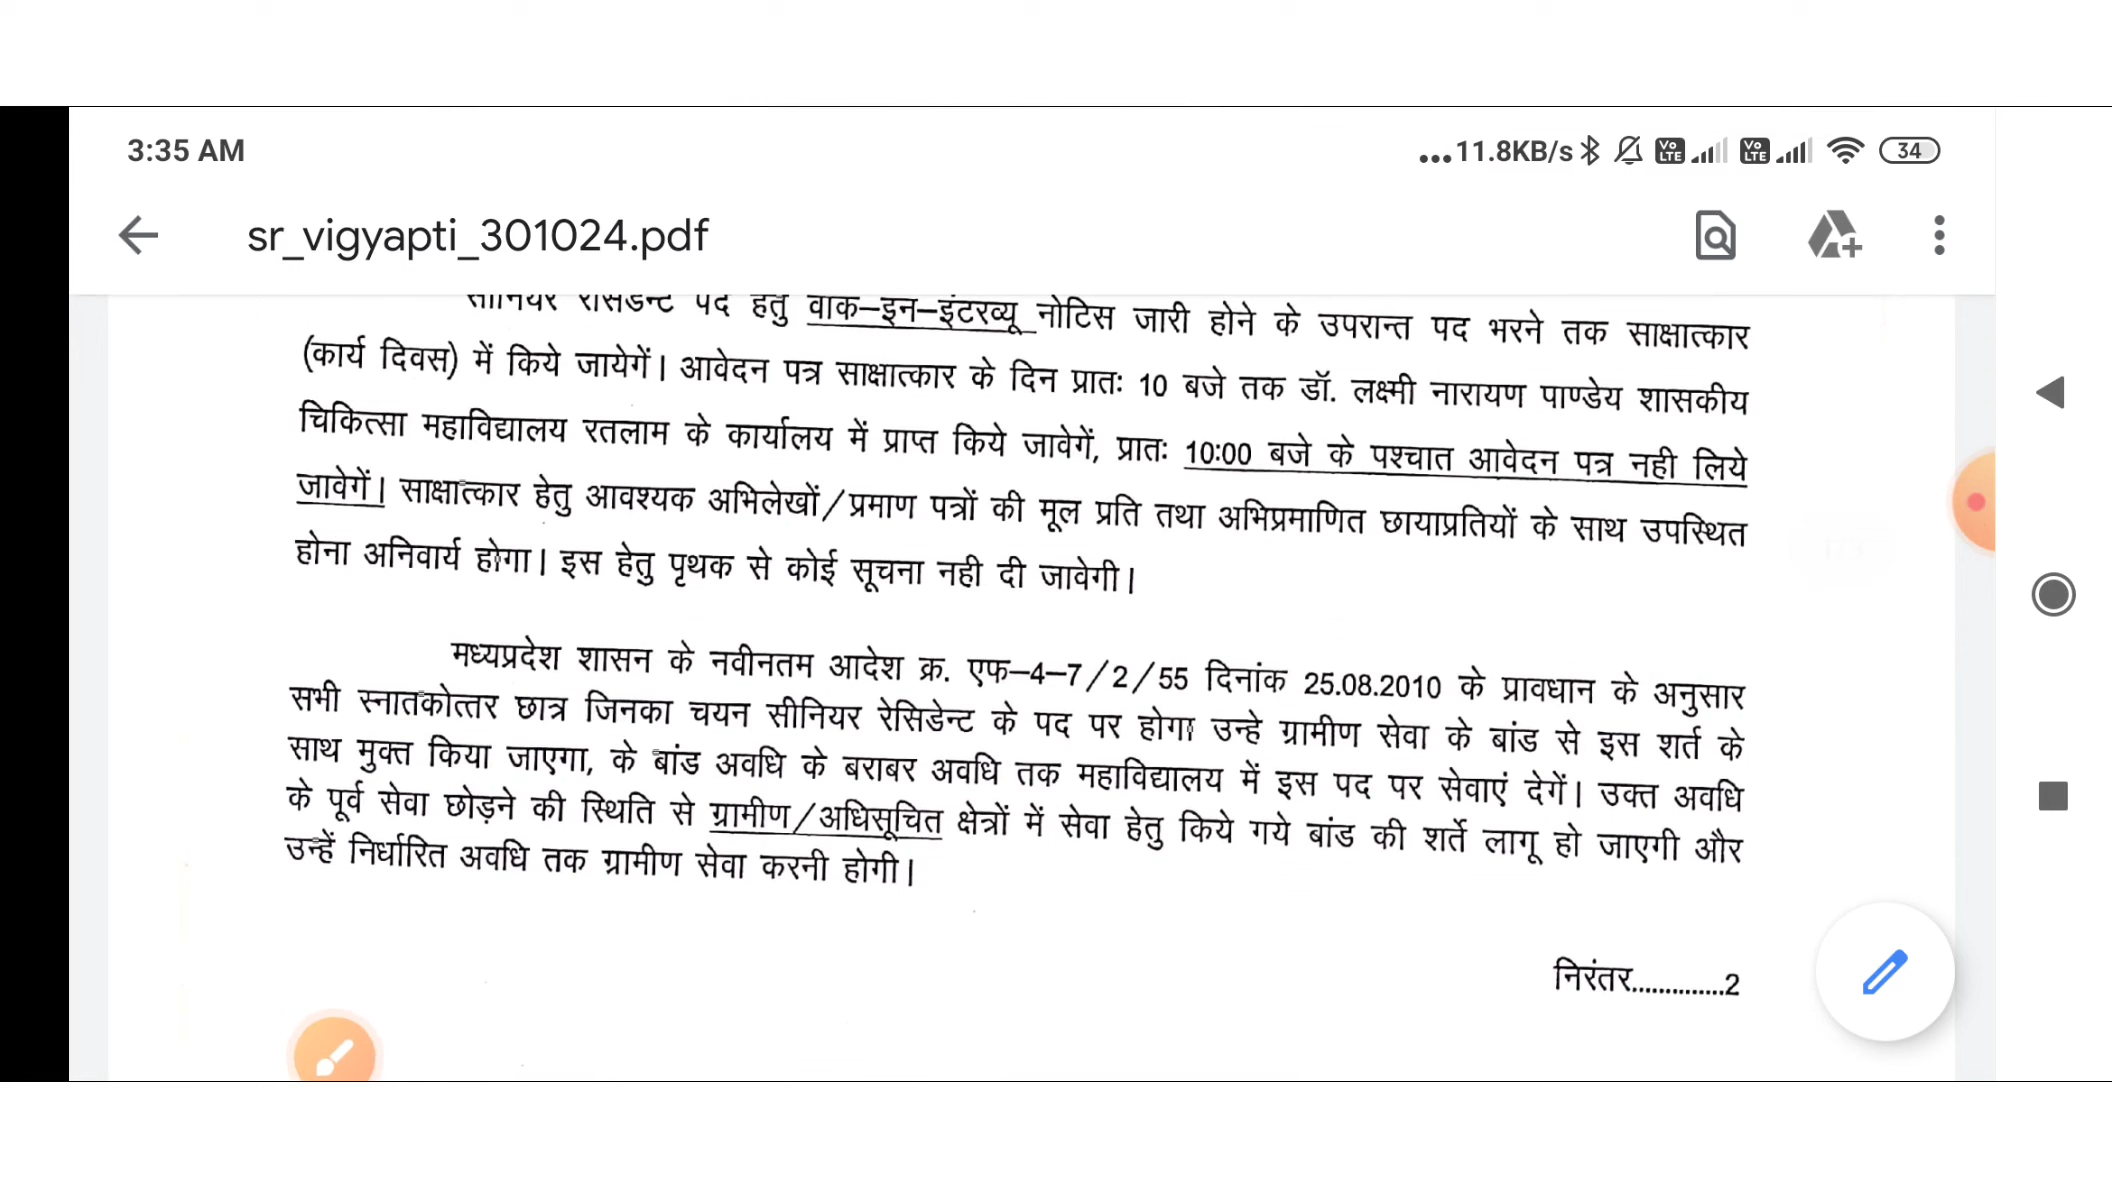 3:35 AM
...11.8KB/s Vo LTE Vo LTE 34
sr_vigyapti_301024.pdf
सीनियर रेसिडेन्ट पद हेतु वाक–इन–इंटरव्यू नोटिस जारी होने के उपरान्त पद भरने तक साक्षात्कार
(कार्य दिवस) में किये जायेगें। आवेदन पत्र साक्षात्कार के दिन प्रातः 10 बजे तक डॉ. लक्ष्मी नारायण पाण्डेय शासकीय
चिकित्सा महाविद्यालय रतलाम के कार्यालय में प्राप्त किये जावेगें, प्रातः 10:00 बजे के पश्चात आवेदन पत्र नही लिये
जावेगें। साक्षात्कार हेतु आवश्यक अभिलेखों/प्रमाण पत्रों की मूल प्रति तथा अभिप्रमाणित छायाप्रतियों के साथ उपस्थित
होना अनिवार्य होगा। इस हेतु पृथक से कोई सूचना नही दी जावेगी।
मध्यप्रदेश शासन के नवीनतम आदेश क्र. एफ–4–7/2/55 दिनांक 25.08.2010 के प्रावधान के अनुसार
सभी स्नातकोत्तर छात्र जिनका चयन सीनियर रेसिडेन्ट के पद पर होगा उन्हे ग्रामीण सेवा के बांड से इस शर्त के
साथ मुक्त किया जाएगा, के बांड अवधि के बराबर अवधि तक महाविद्यालय में इस पद पर सेवाएं देगें। उक्त अवधि
के पूर्व सेवा छोड़ने की स्थिति से ग्रामीण/अधिसूचित क्षेत्रों में सेवा हेतु किये गये बांड की शर्ते लागू हो जाएगी और
उन्हें निर्धारित अवधि तक ग्रामीण सेवा करनी होगी।
निरंतर..............2